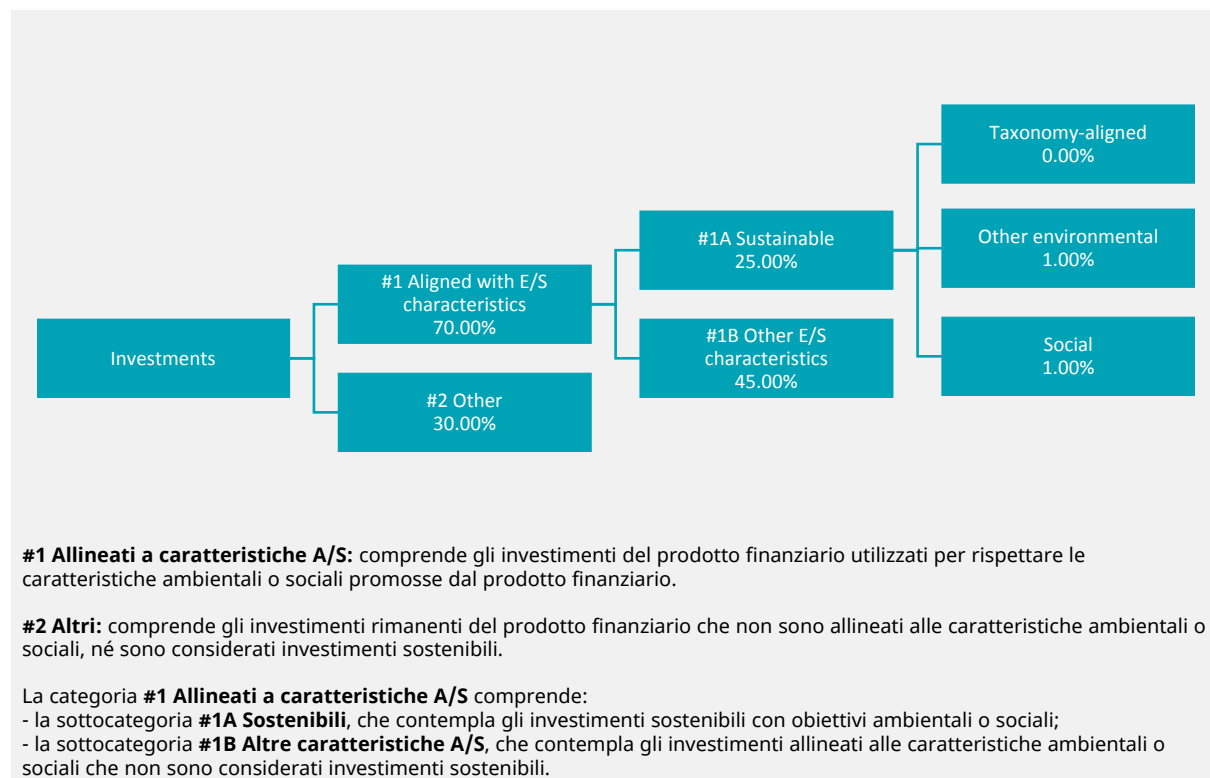 Investments
#1 Aligned with E/S
characteristics
70.00%
#2 Other
30.00%
#1A Sustainable
25.00%
#1B Other E/S
characteristics
45.00%
Taxonomy-aligned
0.00%
Other environmental
1.00%
Social
1.00%
#1 Allineati a caratteristiche A/S: comprende gli investimenti del prodotto finanziario utilizzati per rispettare le
caratteristiche ambientali o sociali promosse dal prodotto finanziario.
#2 Altri: comprende gli investimenti rimanenti del prodotto finanziario che non sono allineati alle caratteristiche ambientali o
sociali, né sono considerati investimenti sostenibili.
La categoria #1 Allineati a caratteristiche A/S comprende:
- la sottocategoria #1A Sostenibili, che contempla gli investimenti sostenibili con obiettivi ambientali o sociali;
- la sottocategoria #1B Altre caratteristiche A/S, che contempla gli investimenti allineati alle caratteristiche ambientali o
sociali che non sono considerati investimenti sostenibili.